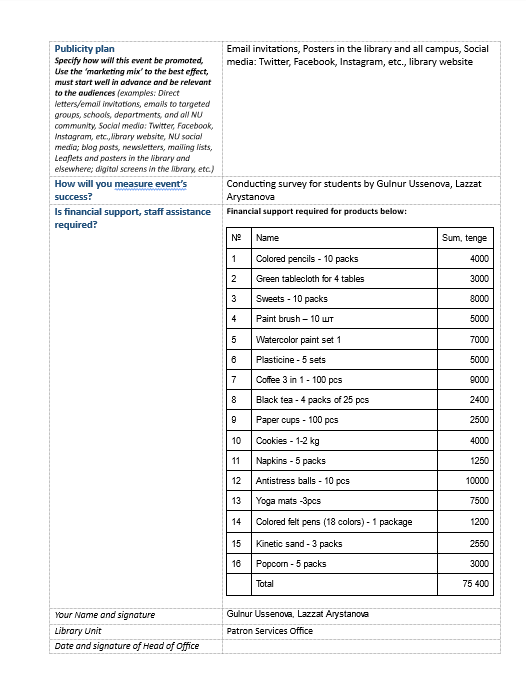 Publicity plan
Specify how will this event be promoted,
Use the 'marketing mix' to the best effect,
must start well in advance and be relevant
to the audiences (examples: Direct
letters/email invitations, emails to targeted
groups, schools, departments, and all NU
community, Social media: Twitter, Facebook,
Instagram, etc.,library website, NU social
media; blog posts, newsletters, mailing lists,
Leaflets and posters in the library and
elsewhere; digital screens in the library, etc.)
Email invitations, Posters in the library and all campus, Social
media: Twitter, Facebook, Instagram, etc., library website
How will you measure event's
success?
Conducting survey for students by Gulnur Ussenova, Lazzat
Arystanova
Is financial support, staff assistance
required?
Financial support required for products below:
№ Name Sum, tenge
1 Colored pencils - 10 packs 4000
2 Green tablecloth for 4 tables 3000
3 Sweets - 10 packs 8000
4 Paint brush – 10 шт 5000
5 Watercolor paint set 1 7000
6 Plasticine - 5 sets 5000
7 Coffee 3 in 1 - 100 pcs 9000
8 Black tea - 4 packs of 25 pcs 2400
9 Paper cups - 100 pcs 2500
10 Cookies - 1-2 kg 4000
11 Napkins - 5 packs 1250
12 Antistress balls - 10 pcs 10000
13 Yoga mats -3pcs 7500
14 Colored felt pens (18 colors) - 1 package 1200
15 Kinetic sand - 3 packs 2550
16 Popcorn - 5 packs 3000
Total 75 400
Your Name and signature Gulnur Ussenova, Lazzat Arystanova
Library Unit Patron Services Office
Date and signature of Head of Office